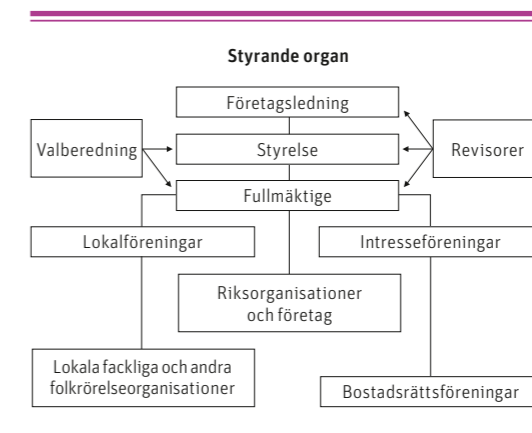 Styrande organ
Företagsledning
Valberedning
Styrelse
Revisorer
Fullmäktige
Lokalföreningar
Intresseföreningar
Riksorganisationer
och företag
Lokala fackliga och andra
folkrörelseorganisationer
Bostadsrättsföreningar